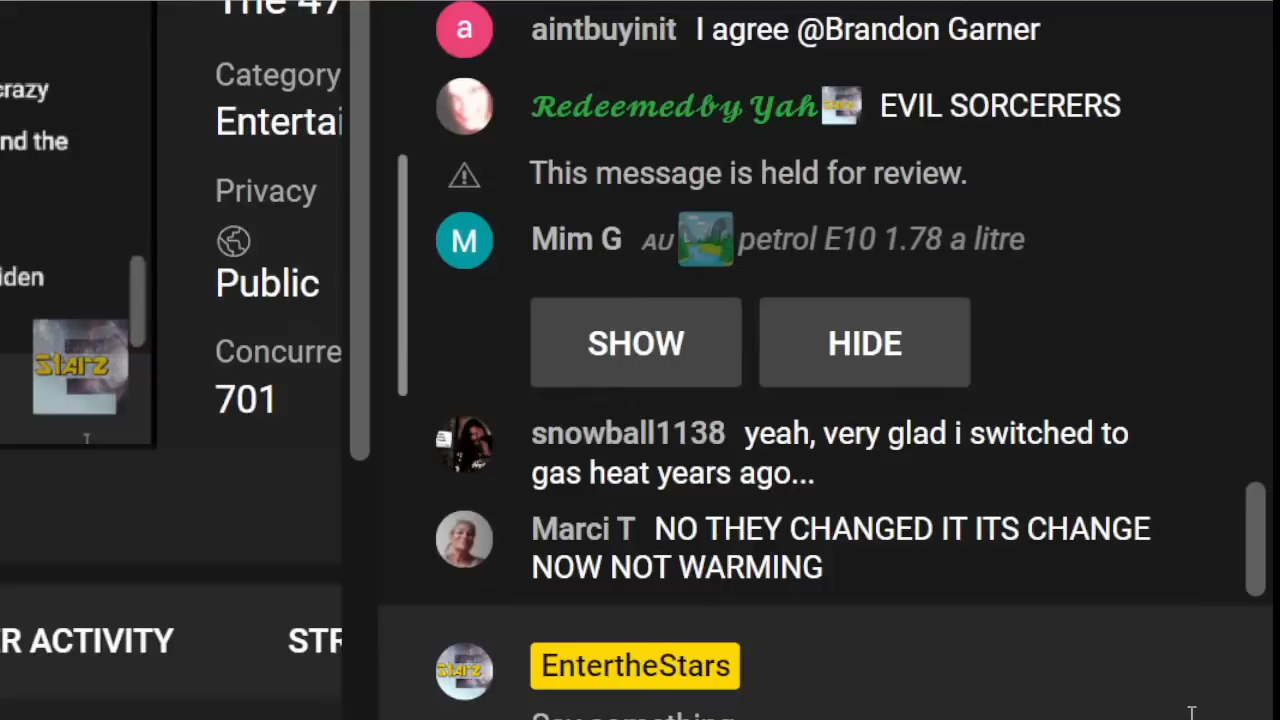 The 47
crazy
nd the
iden
Starz
Category
Entertai
Privacy
Public
Concurre
701
R ACTIVITY
STR
a aintbuyinit I agree @Brandon Garner
Redeemed by Yah EVIL SORCERERS
This message is held for review.
M Mim G AU petrol E10 1.78 a litre
SHOW HIDE
snowball1138 yeah, very glad i switched to
gas heat years ago...
Marci T NO THEY CHANGED IT ITS CHANGE
NOW NOT WARMING
Starz EntertheStars
Say something